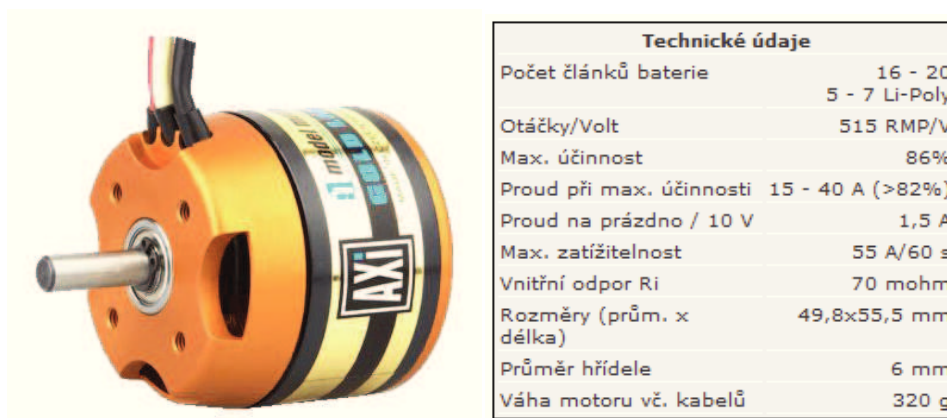 model m
GOLD
AXi
Technické údaje
Počet článků baterie 16 - 20
5 - 7 Li-Poly
Otáčky/Volt 515 RMP/V
Max. účinnost 86%
Proud při max. účinnosti 15 - 40 A (>82%)
Proud na prázdno / 10 V 1,5 A
Max. zatížitelnost 55 A/60 s
Vnitřní odpor Ri 70 mohm
Rozměry (prům. x 49,8x55,5 mm
délka)
Průměr hřídele 6 mm
Váha motoru vč. kabelů 320 g